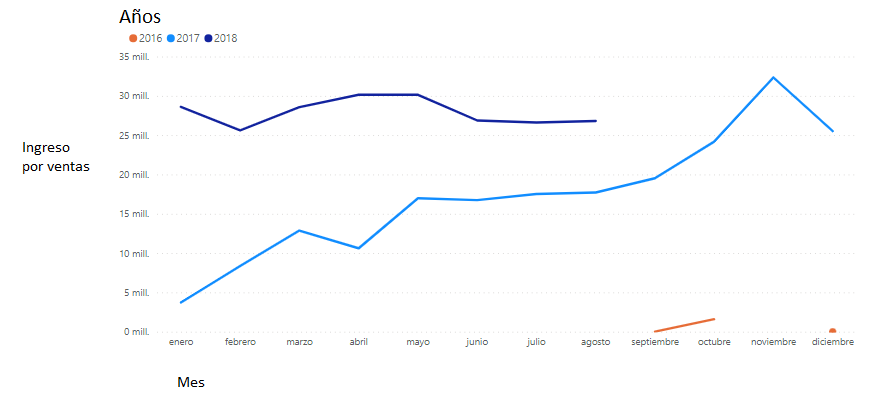 Años
2016 2017 2018
35 mill.
30 mill.
25 mill.
20 mill.
15 mill.
10 mill.
5 mill.
0 mill.
Ingreso
por ventas
enero febrero marzo abril mayo junio julio agosto septiembre octubre noviembre diciembre
Mes